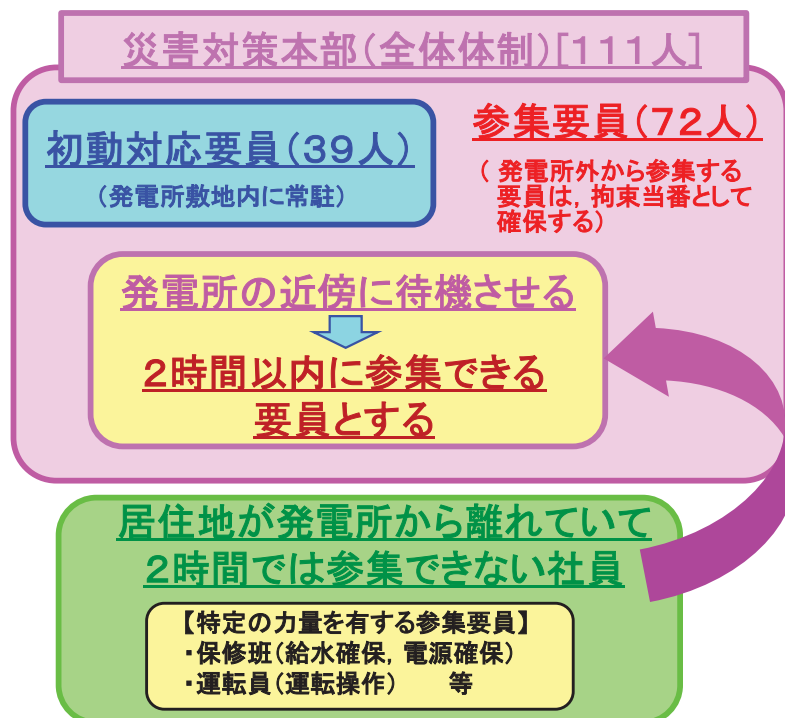 災害対策本部(全体体制)[111人]
初動対応要員(39人)
(発電所敷地内に常駐)
参集要員(72人)
(発電所外から参集する
要員は,拘束当番として
確保する)
発電所の近傍に待機させる
2時間以内に参集できる
要員とする
居住地が発電所から離れていて
2時間では参集できない社員
【特定の力量を有する参集要員】
・保修班(給水確保,電源確保)
・運転員(運転操作) 等